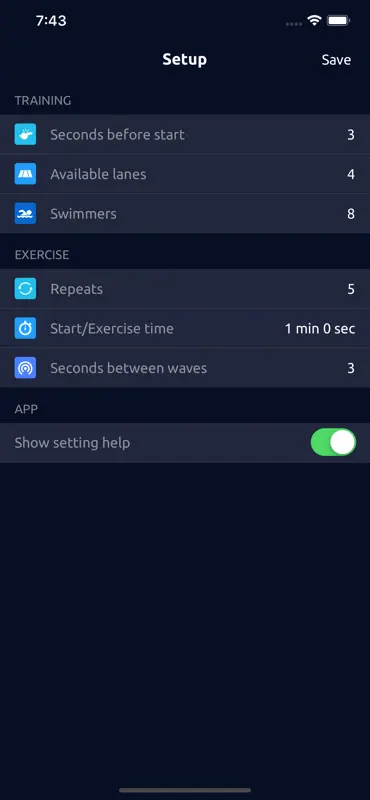 7:43
Setup
Save
TRAINING
Seconds before start 3
Available lanes 4
Swimmers 8
EXERCISE
Repeats 5
Start/Exercise time 1 min 0 sec
Seconds between waves 3
APP
Show setting help